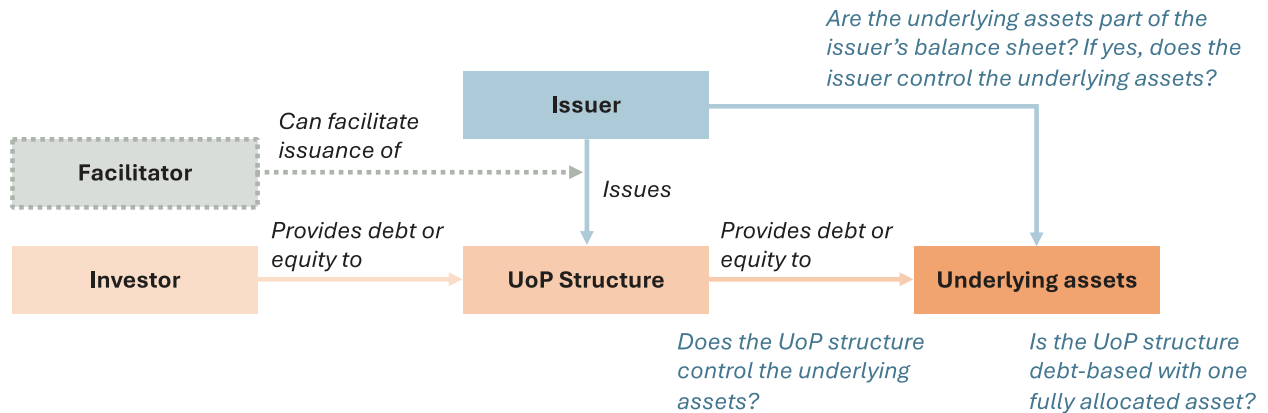 Are the underlying assets part of the
issuer’s balance sheet? If yes, does the
issuer control the underlying assets?
Issuer
Can facilitate
issuance of
Facilitator
Issues
Provides debt or
equity to
Provides debt or
equity to
Investor
UoP Structure
Underlying assets
Does the UoP structure
control the underlying
assets?
Is the UoP structure
debt-based with one
fully allocated asset?